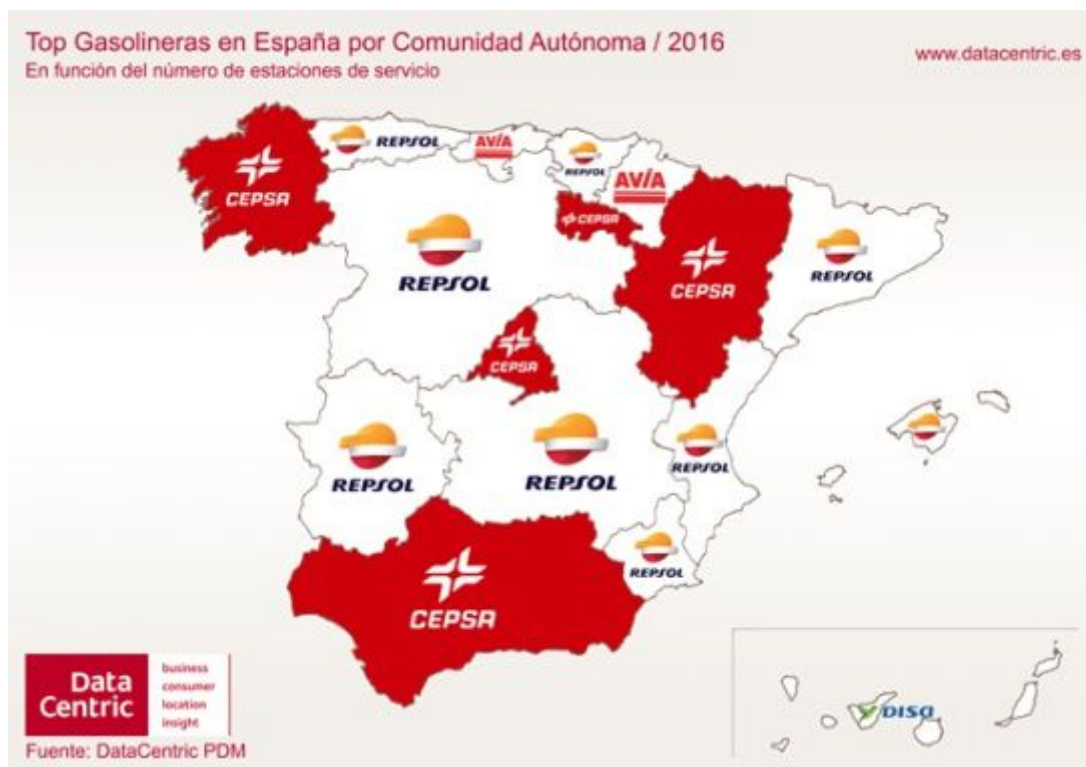 Top Gasolineras en España por Comunidad Autónoma / 2016
En función del número de estaciones de servicio
www.datacentric.es
REPSOL
AVIA
REPSOL
CEPSA
AVIA
CEPSA
REPSOL
REPSOL
CEPSA
CEPSA
REPSOL
REPSOL
REPSOL
REPSOL
CEPSA
DISA
Data
Centric
business
consumer
location
insight
Fuente: DataCentric PDM